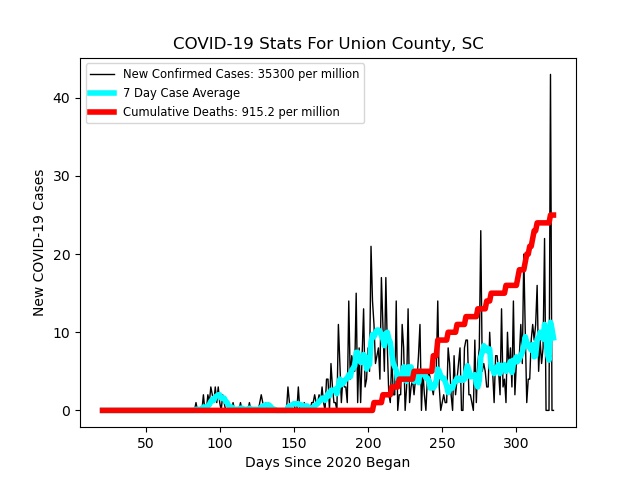 COVID-19 Stats For Union County, SC
New Confirmed Cases: 35300 per million
7 Day Case Average
Cumulative Deaths: 915.2 per million
New COVID-19 Cases
40
30
20
10
0
50 100 150 200 250 300
Days Since 2020 Began